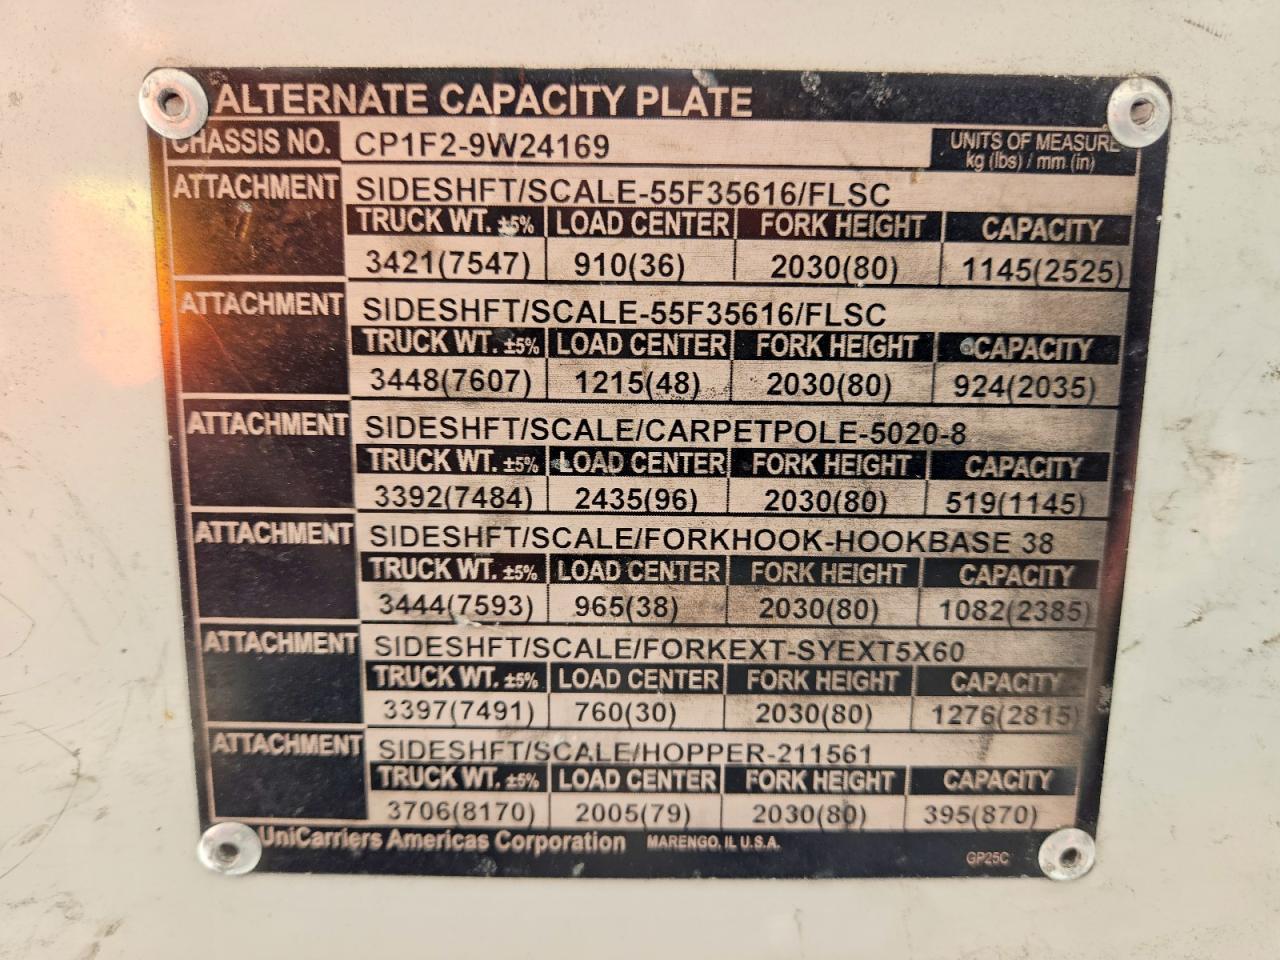 ALTERNATE CAPACITY PLATE
CHASSIS NO. CP1F2-9W24169 UNITS OF MEASURE
kg (lbs) / mm (in)
ATTACHMENT SIDESHFT/SCALE-55F35616/FLSC
TRUCK WT. ±5% LOAD CENTER FORK HEIGHT CAPACITY
3421(7547) 910(36) 2030(80) 1145(2525)
ATTACHMENT SIDESHFT/SCALE-55F35616/FLSC
TRUCK WT. ±5% LOAD CENTER FORK HEIGHT CAPACITY
3448(7607) 1215(48) 2030(80) 924(2035)
ATTACHMENT SIDESHFT/SCALE/CARPETPOLE-5020-8
TRUCK WT. ±5% LOAD CENTER FORK HEIGHT CAPACITY
3392(7484) 2435(96) 2030(80) 519(1145)
ATTACHMENT SIDESHFT/SCALE/FORKHOOK-HOOKBASE 38
TRUCK WT. ±5% LOAD CENTER FORK HEIGHT CAPACITY
3444(7593) 965(38) 2030(80) 1082(2385)
ATTACHMENT SIDESHFT/SCALE/FORKEXT-SYEXT5X60
TRUCK WT. ±5% LOAD CENTER FORK HEIGHT CAPACITY
3397(7491) 760(30) 2030(80) 1276(2815)
ATTACHMENT SIDESHFT/SCALE/HOPPER-211561
TRUCK WT. ±5% LOAD CENTER FORK HEIGHT CAPACITY
3706(8170) 2005(79) 2030(80) 395(870)
UniCarriers Americas Corporation MARENGO, IL U.S.A.
GP25C